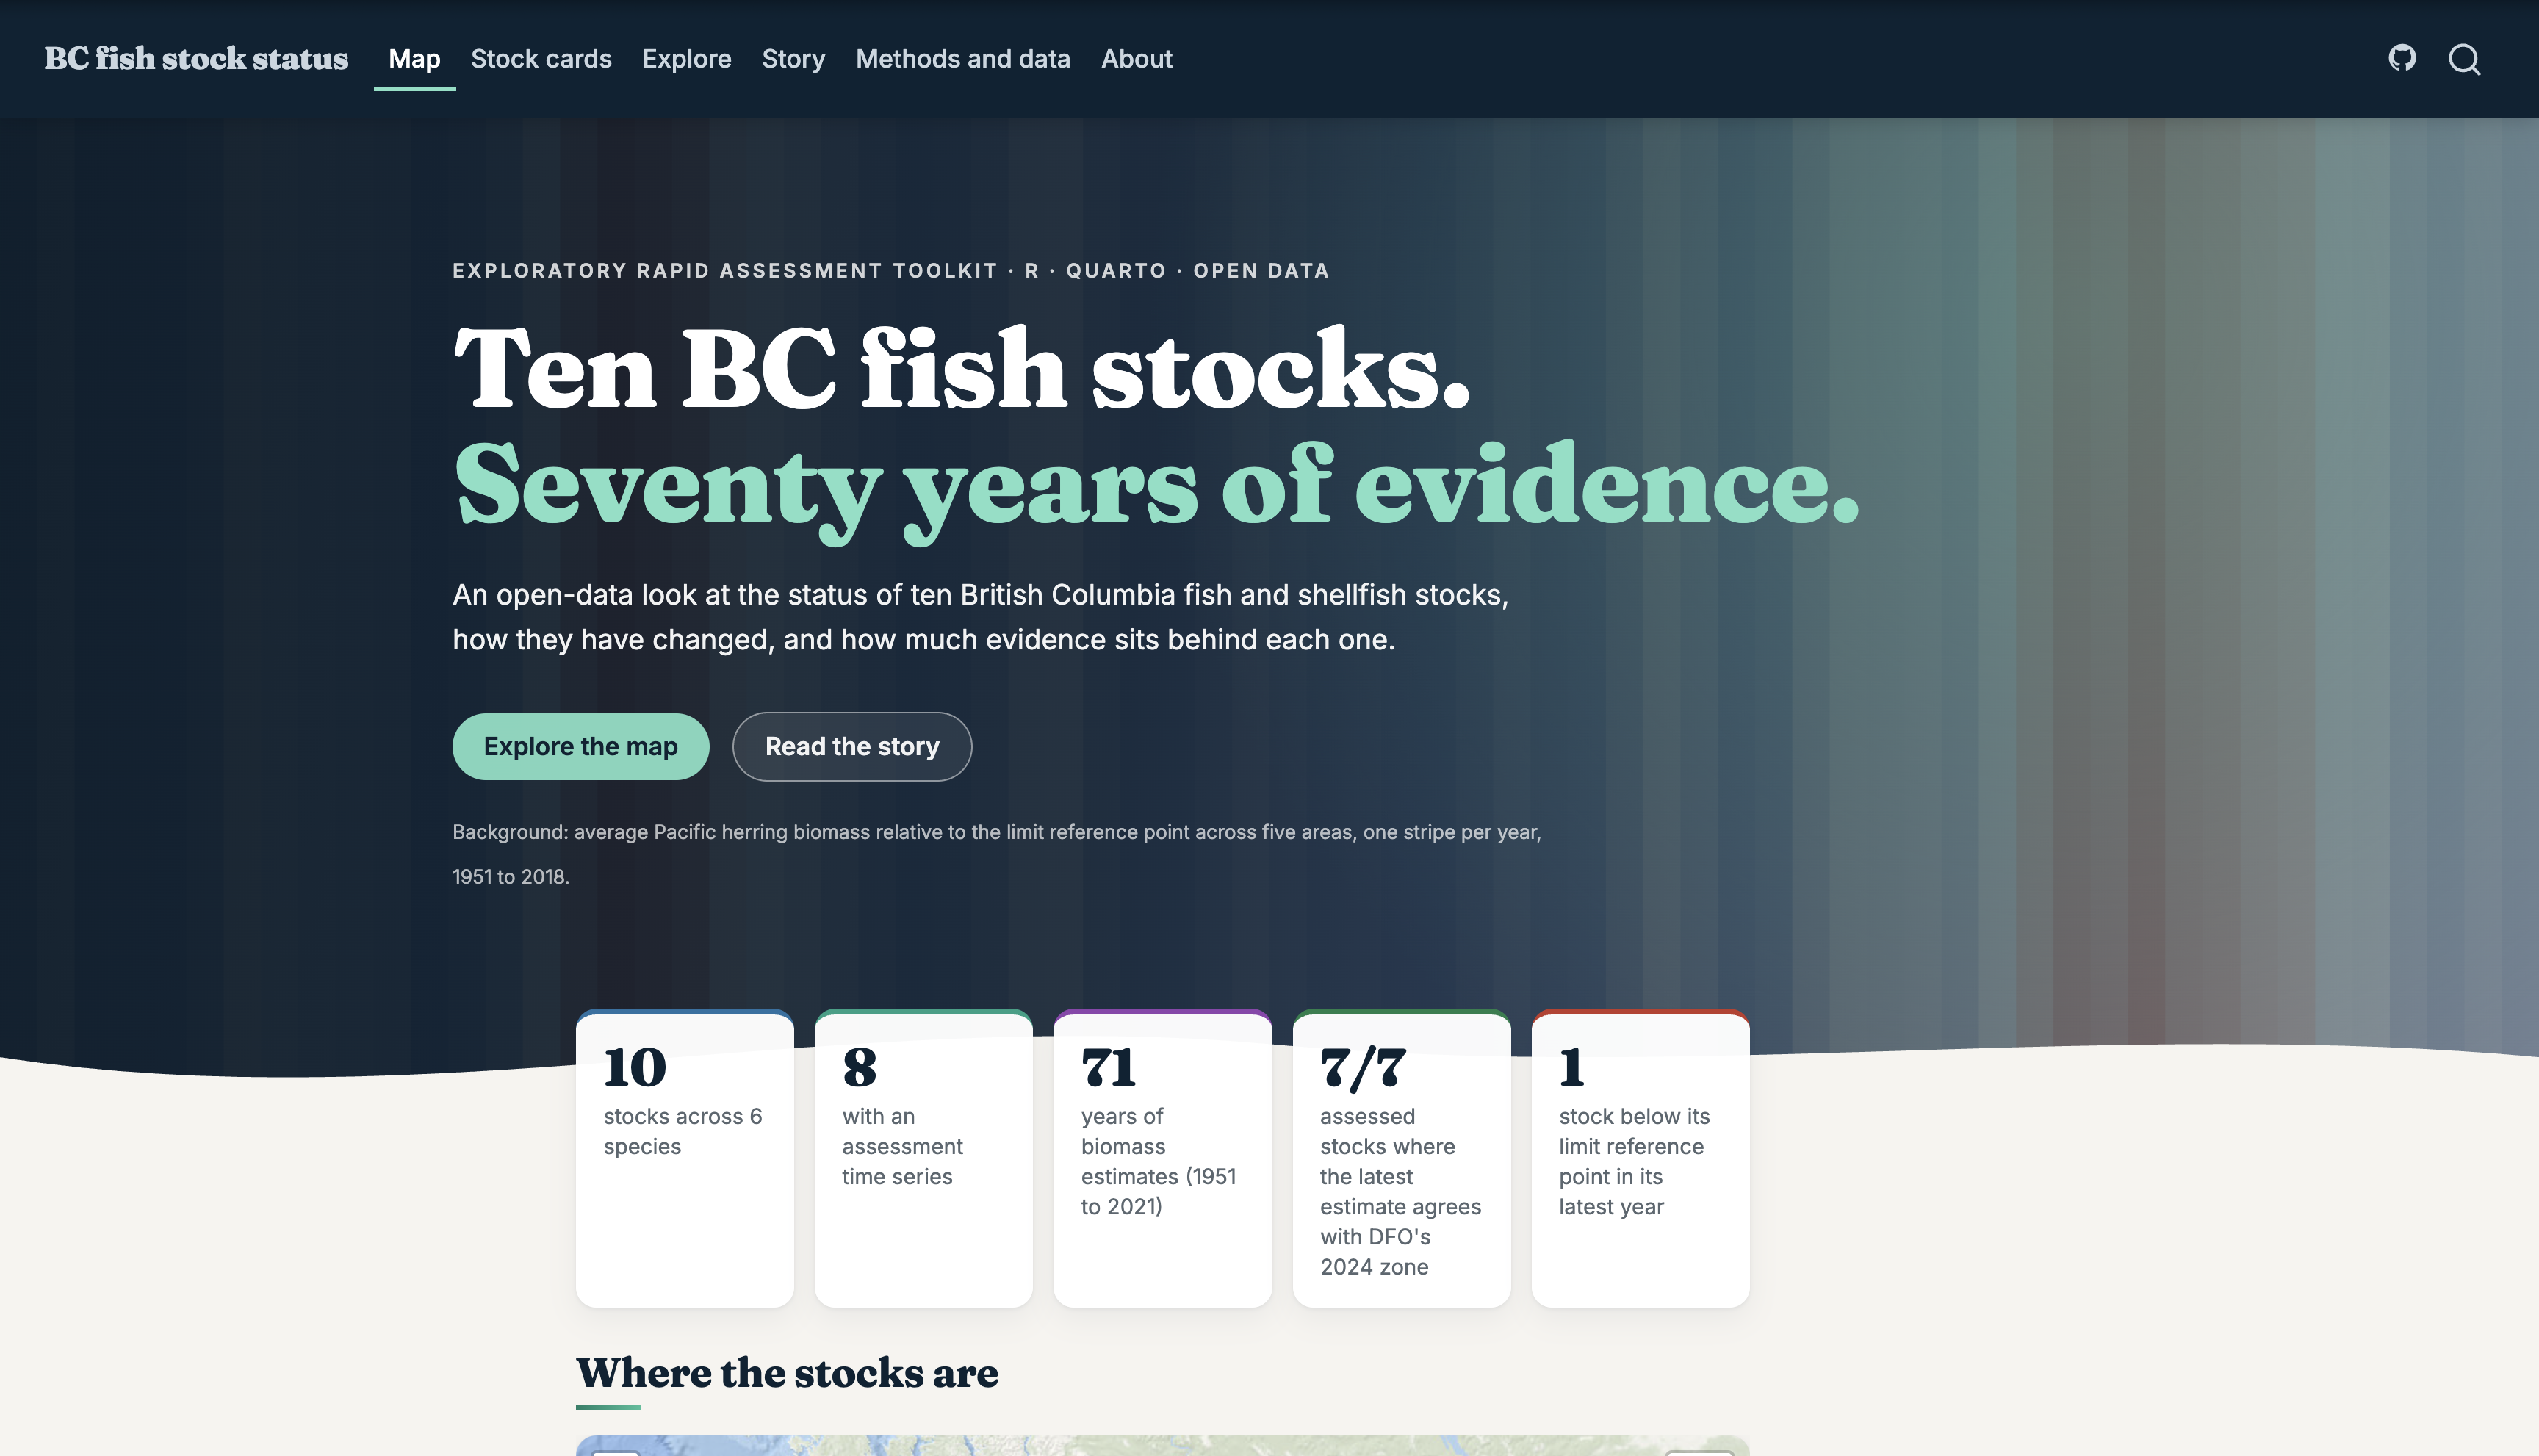 BC fish stock status
Map
Stock cards
Explore
Story
Methods and data
About
EXPLORATORY RAPID ASSESSMENT TOOLKIT · R · QUARTO · OPEN DATA
Ten BC fish stocks.
Seventy years of evidence.
An open-data look at the status of ten British Columbia fish and shellfish stocks,
how they have changed, and how much evidence sits behind each one.
Explore the map
Read the story
Background: average Pacific herring biomass relative to the limit reference point across five areas, one stripe per year,
1951 to 2018.
10
stocks across 6
species
8
with an
assessment
time series
71
years of
biomass
estimates (1951
to 2021)
7/7
assessed
stocks where
the latest
estimate agrees
with DFO's
2024 zone
1
stock below its
limit reference
point in its
latest year
Where the stocks are